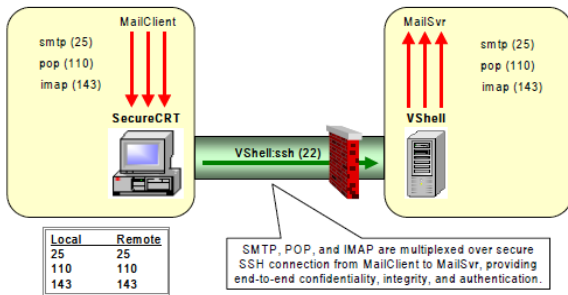 MailClient
smtp (25)
pop (110)
imap (143)
SecureCRT
MailSvr
smtp (25)
pop (110)
imap (143)
VShell
VShell:ssh (22)
Local Remote
25 25
110 110
143 143
SMTP, POP, and IMAP are multiplexed over secure
SSH connection from MailClient to MailSvr, providing
end-to-end confidentiality, integrity, and authentication.